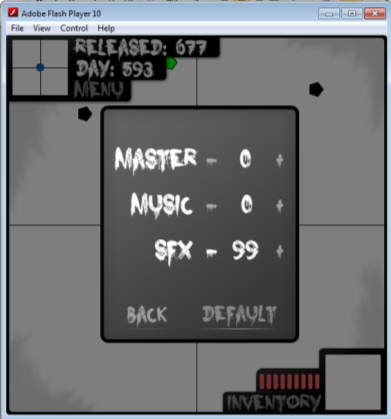 Adobe Flash Player 10
File View Control Help
RELEASED: 677
DAY: 593
MENU
MASTER - 0 +
MUSIC - 0 +
SFX - 99 +
BACK DEFAULT
INVENTORY